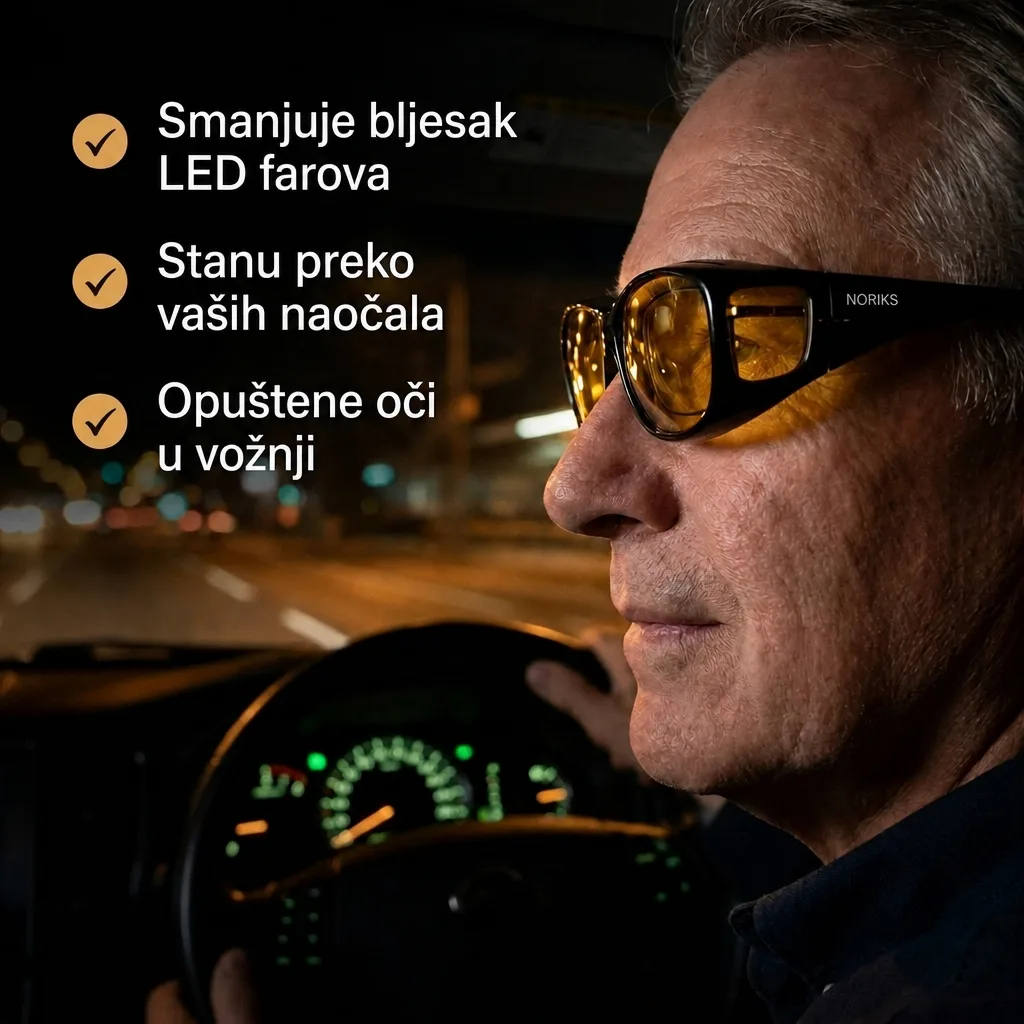 Smanjuje bljesak
LED farova
Stanu preko
vaših naočala
Opuštene oči
u vožnji
NORIKS